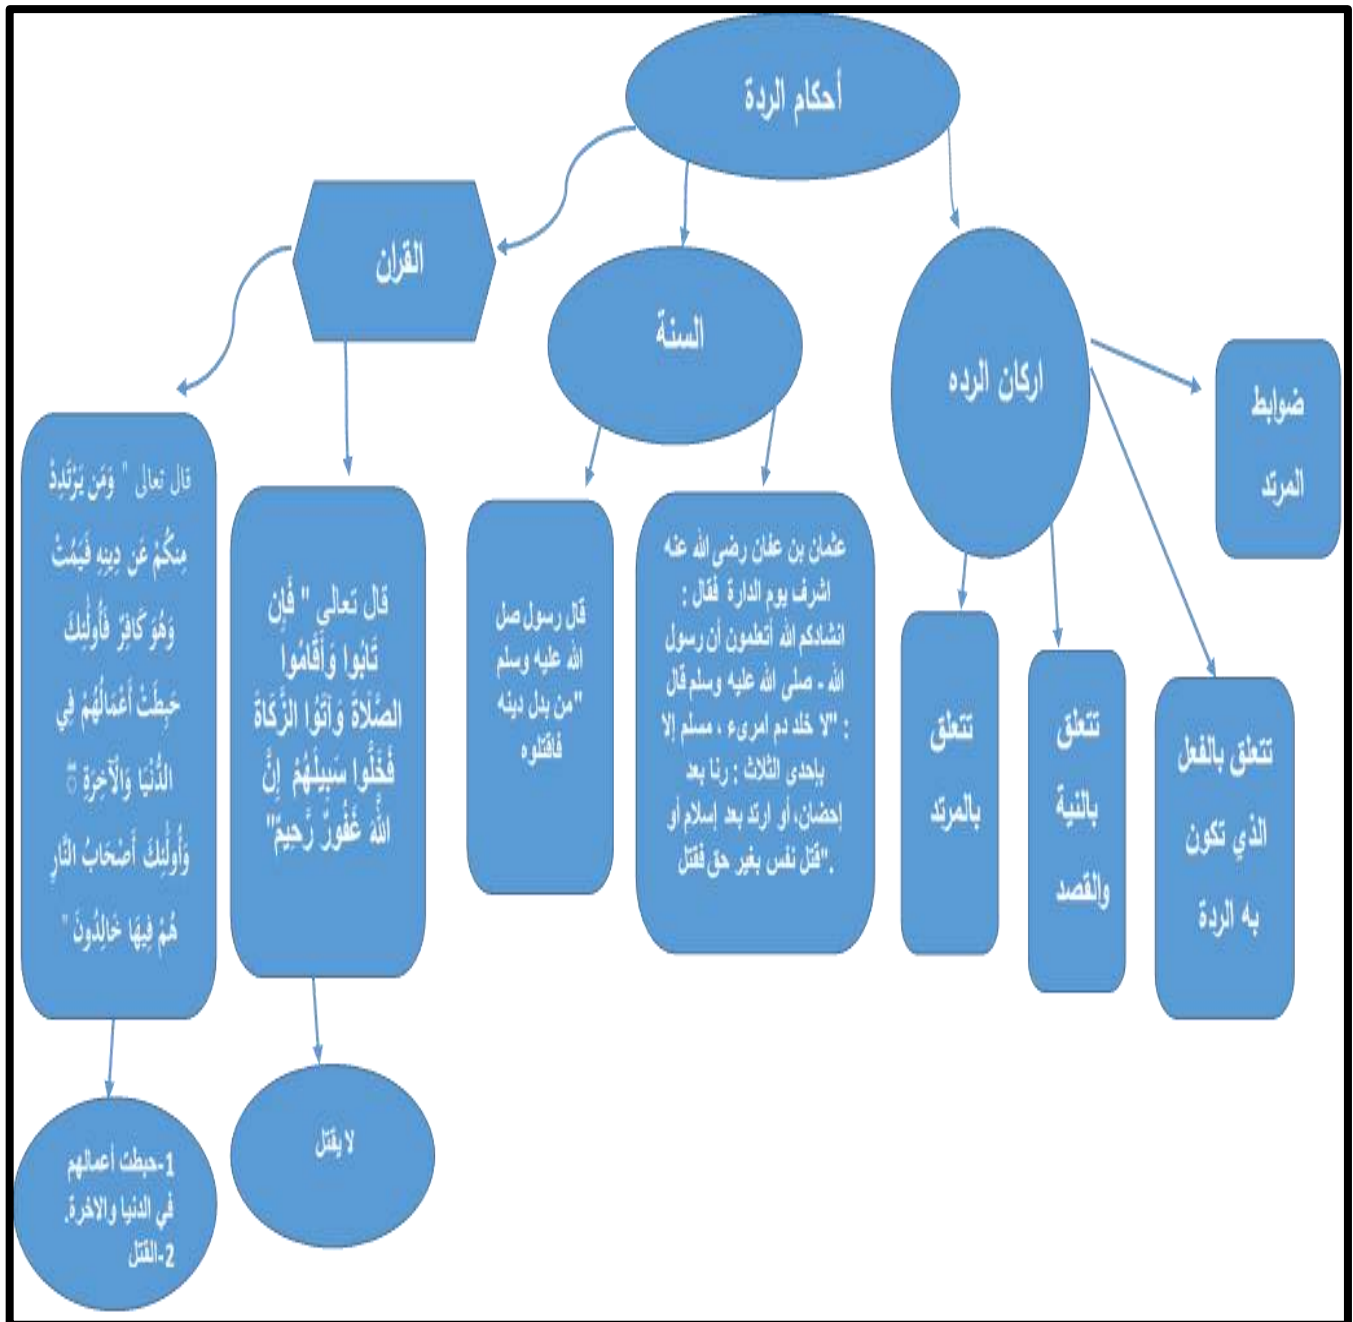 أحكام الردة
القران
السنة
اركان الرده
ضوابط
المرتد
تتعلق بالفعل
الذي تكون
به الردة
تتعلق
بالنية
والقصد
تتعلق
بالمرتد
عثمان بن عفان رضى الله عنه
اشرف يوم الدارة فقال :
انشادكم الله أتعلمون أن رسول
الله - صلى الله عليه وسلم قال
: "لا خلد دم امرىء ، مسلم إلا
بإحدى الثلاث : رنا بعد
إحضان، أو ارتد بعد إسلام أو
قتل نفس بغير حق فقتل".
قال رسول صل
الله عليه وسلم
"من بدل دينه
فاقتلوه
قال تعالى " فَإِن
تَابُوا وَأَقَامُوا
الصَّلَاةَ وَآتَوُا الزَّكَاةَ
فَخَلُّوا سَبِيلَهُمْ إِنَّ
اللَّهَ غَفُورٌ رَّحِيمٌ"
قال تعالى " وَمَن يَرْتَدِدْ
مِنكُمْ عَن دِينِهِ فَيَمُتْ
وَهُوَ كَافِرٌ فَأُولَٰئِكَ
حَبِطَتْ أَعْمَالُهُمْ فِي
الدُّنْيَا وَالْآخِرَةِ ۖ
وَأُولَٰئِكَ أَصْحَابُ النَّارِ
هُمْ فِيهَا خَالِدُونَ "
لا يقتل
1-حبطت أعمالهم
في الدنيا والاخرة.
2-القتل